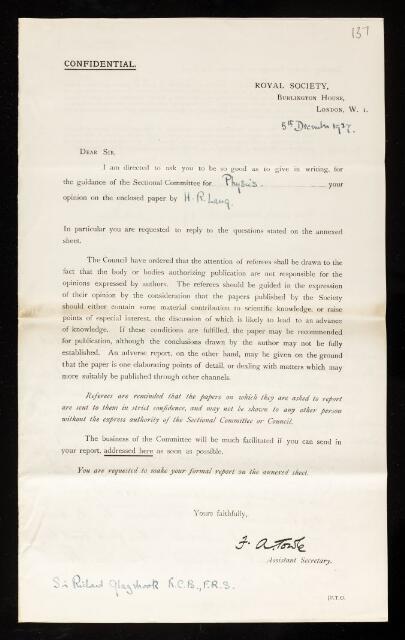 137
CONFIDENTIAL.
ROYAL SOCIETY,
BURLINGTON HOUSE,
LONDON, W. 1.
5th December 1927.
DEAR SIR,
I am directed to ask you to be so good as to give in writing, for
the guidance of the Sectional Committee for Physics. your
opinion on the enclosed paper by H. R. Lang.
In particular you are requested to reply to the questions stated on the annexed
sheet.
The Council have ordered that the attention of referees shall be drawn to the
fact that the body or bodies authorizing publication are not responsible for the
opinions expressed by authors. The referees should be guided in the expression
of their opinion by the consideration that the papers published by the Society
should either contain some material contribution to scientific knowledge, or raise
points of especial interest, the discussion of which is likely to lead to an advance
of knowledge. If these conditions are fulfilled, the paper may be recommended
for publication, although the conclusions drawn by the author may not be fully
established. An adverse report, on the other hand, may be given on the ground
that the paper is one elaborating points of detail, or dealing with matters which may
more suitably be published through other channels.
Referees are reminded that the papers on which they are asked to report
are sent to them in strict confidence, and may not be shown to any other person
without the express authority of the Sectional Committee or Council.
The business of the Committee will be much facilitated if you can send in
your report, addressed here as soon as possible.
You are requested to make your formal report on the annexed sheet.
Yours faithfully,
F. A. Towle
Assistant Secretary.
Sir Richard Glazebrook K.C.B., F.R.S.
[P.T.O.